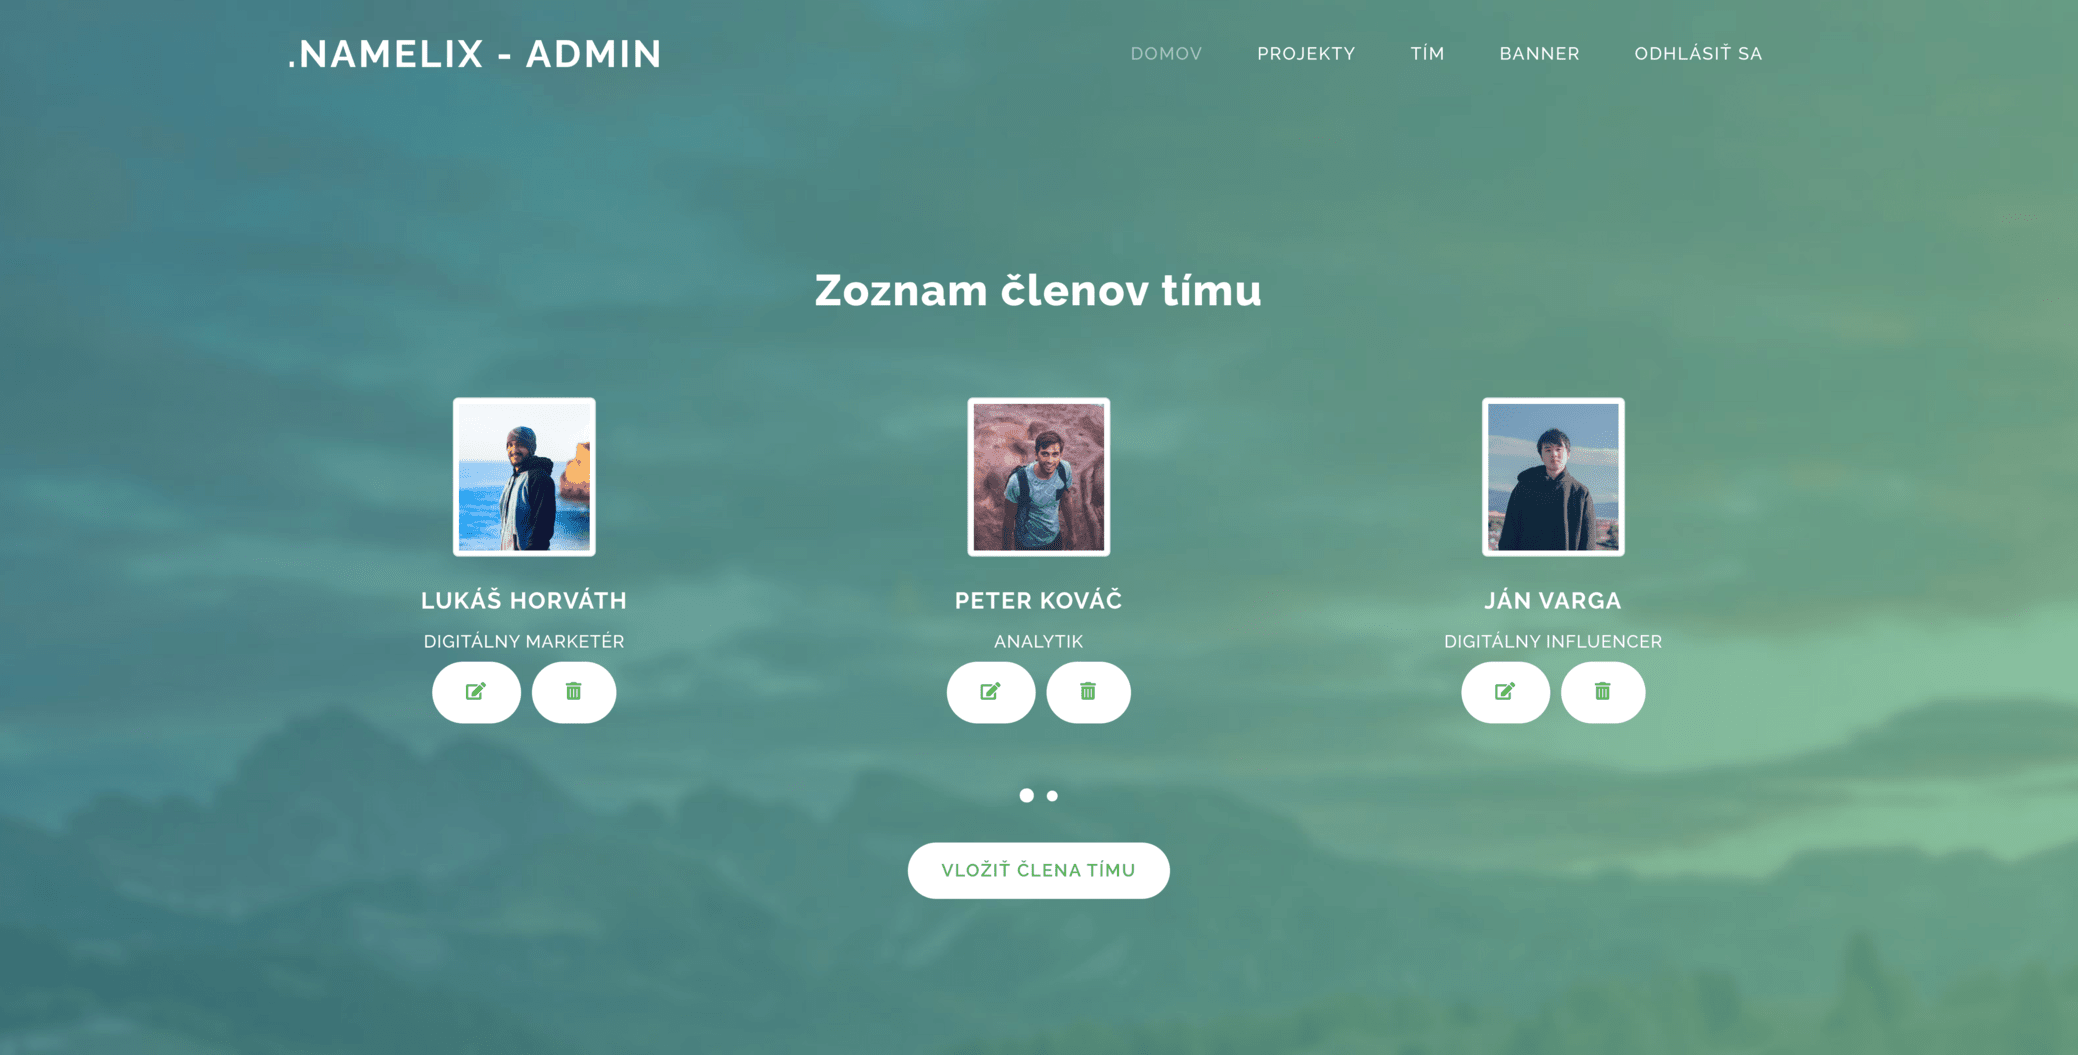 .NAMELIX - ADMIN
DOMOV PROJEKTY TÍM BANNER ODHLÁSIŤ SA
Zoznam členov tímu
LUKÁŠ HORVÁTH
DIGITÁLNY MARKETÉR
PETER KOVÁČ
ANALYTIK
JÁN VARGA
DIGITÁLNY INFLUENCER
VLOŽIŤ ČLENA TÍMU